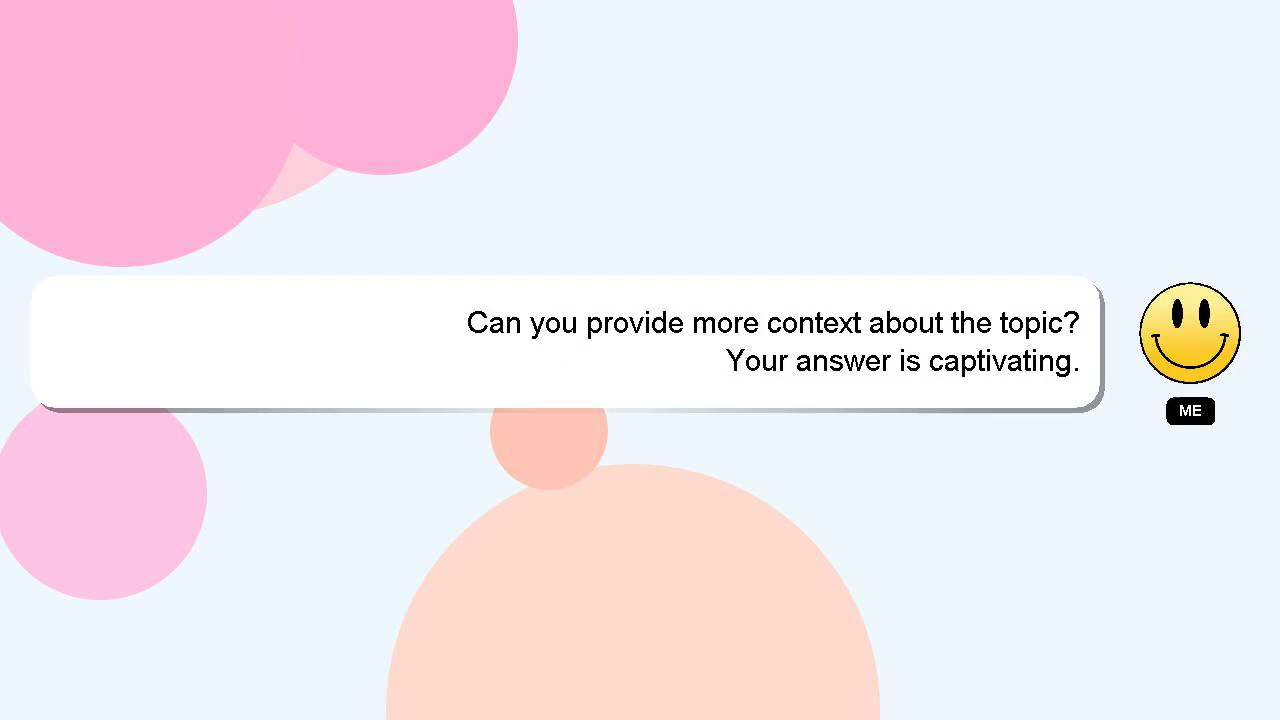 Can you provide more context about the topic?
Your answer is captivating.
ME